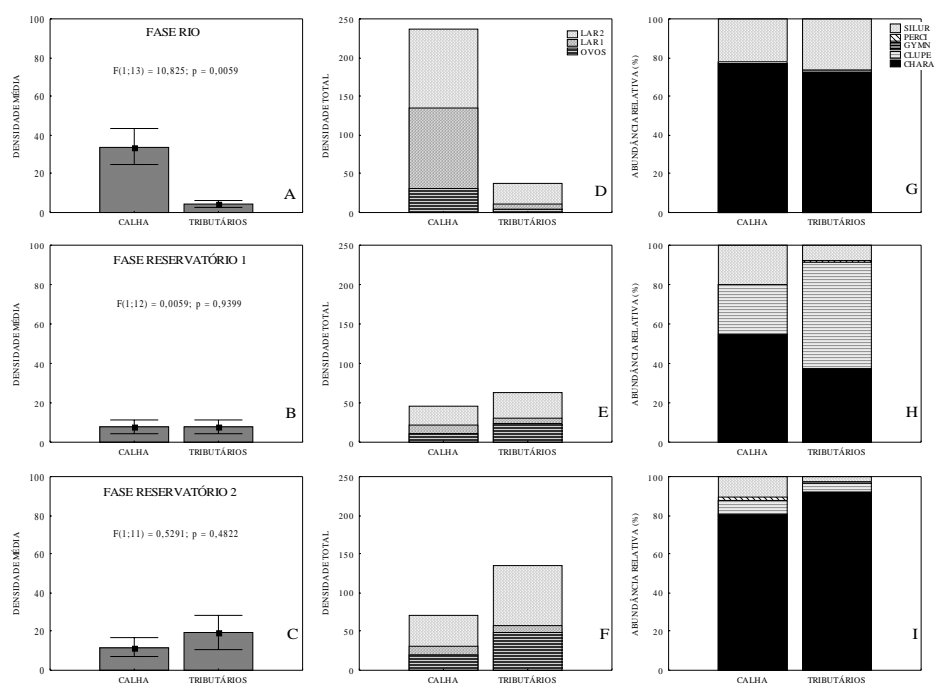 FASE RIO
F(1;13) = 10,825; p = 0,0059
DENSIDADE MÉDIA
100
80
60
40
20
0
CALHA TRIBUTÁRIOS
A
DENSIDADE TOTAL
250
200
150
100
50
0
LAR2
LAR1
OVOS
CALHA TRIBUTÁRIOS
D
ABUNDÂNCIA RELATIVA (%)
100
80
60
40
20
0
SILUR
PERCI
GYMN
CLUPE
CHARA
CALHA TRIBUTÁRIOS
G
FASE RESERVATÓRIO 1
F(1;12) = 0,0059; p = 0,9399
DENSIDADE MÉDIA
100
80
60
40
20
0
CALHA TRIBUTÁRIOS
B
DENSIDADE TOTAL
250
200
150
100
50
0
CALHA TRIBUTÁRIOS
E
ABUNDÂNCIA RELATIVA (%)
100
80
60
40
20
0
CALHA TRIBUTÁRIOS
H
FASE RESERVATÓRIO 2
F(1;11) = 0,5291; p = 0,4822
DENSIDADE MÉDIA
100
80
60
40
20
0
CALHA TRIBUTÁRIOS
C
DENSIDADE TOTAL
250
200
150
100
50
0
CALHA TRIBUTÁRIOS
F
ABUNDÂNCIA RELATIVA (%)
100
80
60
40
20
0
CALHA TRIBUTÁRIOS
I